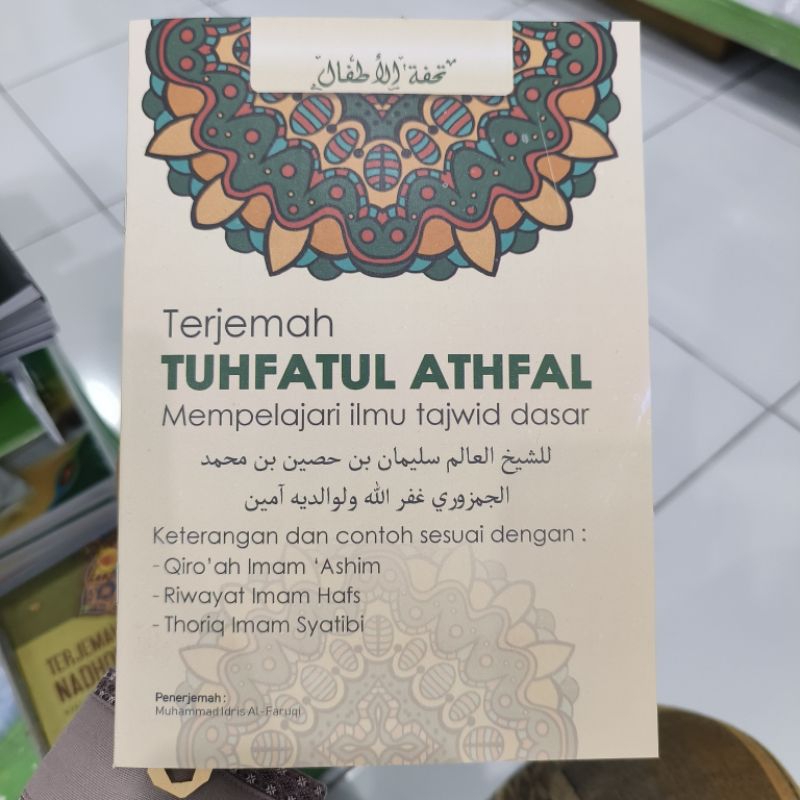 تحفة الأطفال
Terjemah
TUHFATUL ATHFAL
Mempelajari ilmu tajwid dasar
للشيخ العالم سليمان بن حصين بن محمد
الجمزوري غفر الله ولوالديه آمين
Keterangan dan contoh sesuai dengan :
- Qiro'ah Imam 'Ashim
- Riwayat Imam Hafs
- Thoriq Imam Syatibi
Penerjemah :
Muhammad Idris Al-Faruqi
TERJEMAH